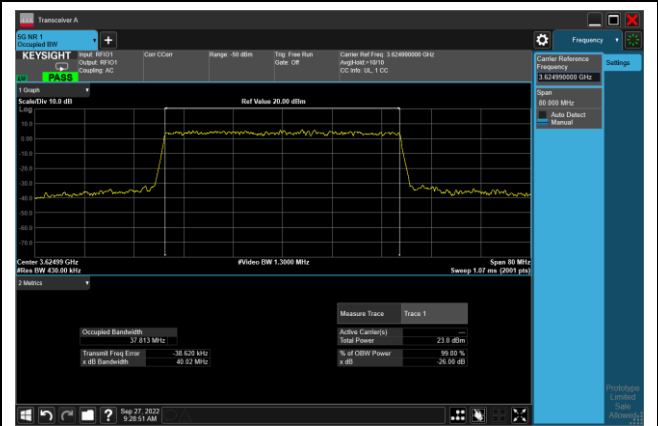 Transceiver A
5G NR 1
Occupied BW
Frequency
KEYSIGHT
Input: RFIO1
Output: RFIO1
Coupling: AC
Corr CCorr
Range: -50 dBm
Trig: Free Run
Gate: Off
Carrier Ref Freq: 3.624990000 GHz
Avg|Hold:>10/10
CC Info: UL, 1 CC
PASS
Carrier Reference
Frequency
3.624990000 GHz
Settings
Span
80.000 MHz
Auto Detect
Manual
1 Graph
Scale/Div 10.0 dB
Ref Value 20.00 dBm
Log
10.0
0.00
-10.0
-20.0
-30.0
-40.0
-50.0
-60.0
-70.0
Center 3.62499 GHz
#Video BW 1.3000 MHz
Span 80 MHz
#Res BW 430.00 kHz
Sweep 1.07 ms (2001 pts)
2 Metrics
Measure Trace
Trace 1
Occupied Bandwidth
37.813 MHz
Active Carrier(s)
---
Total Power
23.0 dBm
Transmit Freq Error
-38.620 kHz
x dB Bandwidth
40.02 MHz
% of OBW Power
99.00 %
x dB
-26.00 dB
Prototype
Limited
Sale
Allowed
?
Sep 27, 2022
9:28:51 AM